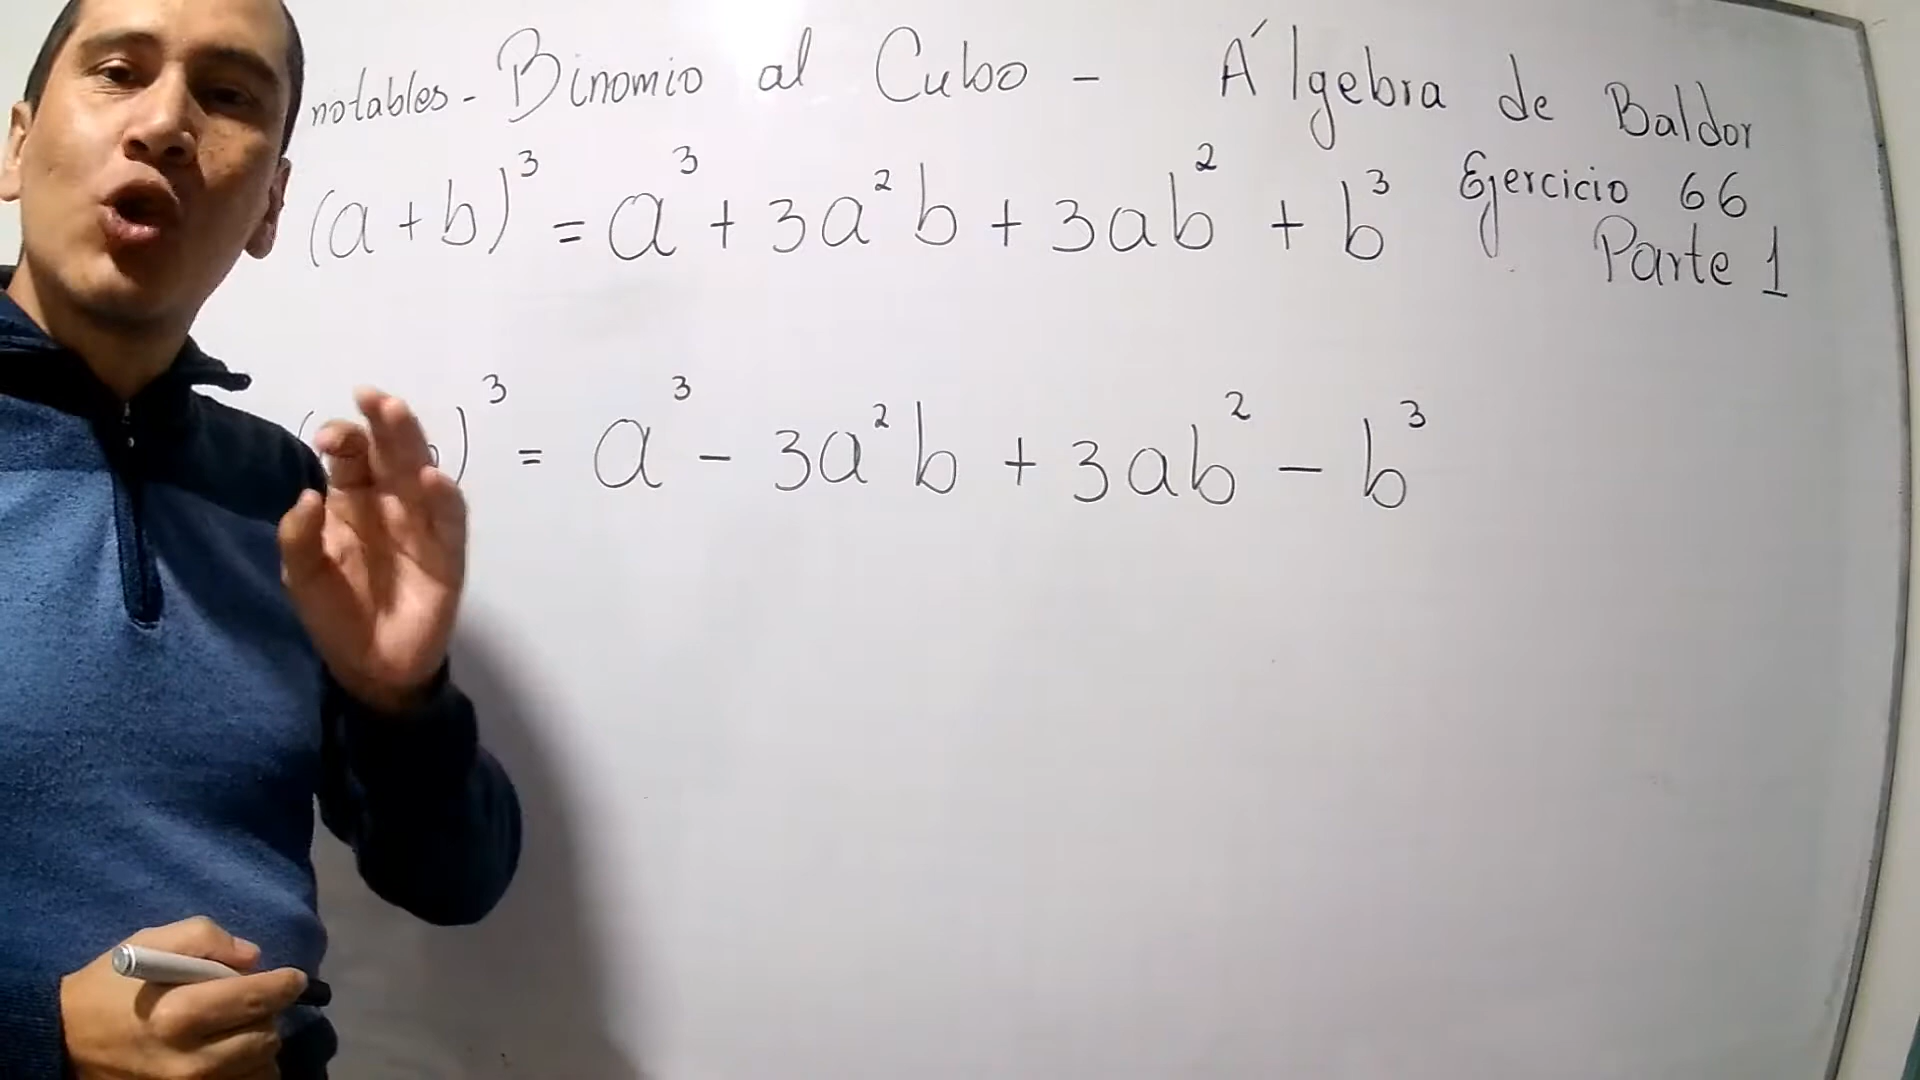 notables - Binomio al Cubo - Álgebra de Baldor
Ejercicio 66
Parte 1
(a + b)³ = a³ + 3a²b + 3ab² + b³
)³ = a³ - 3a²b + 3ab² - b³